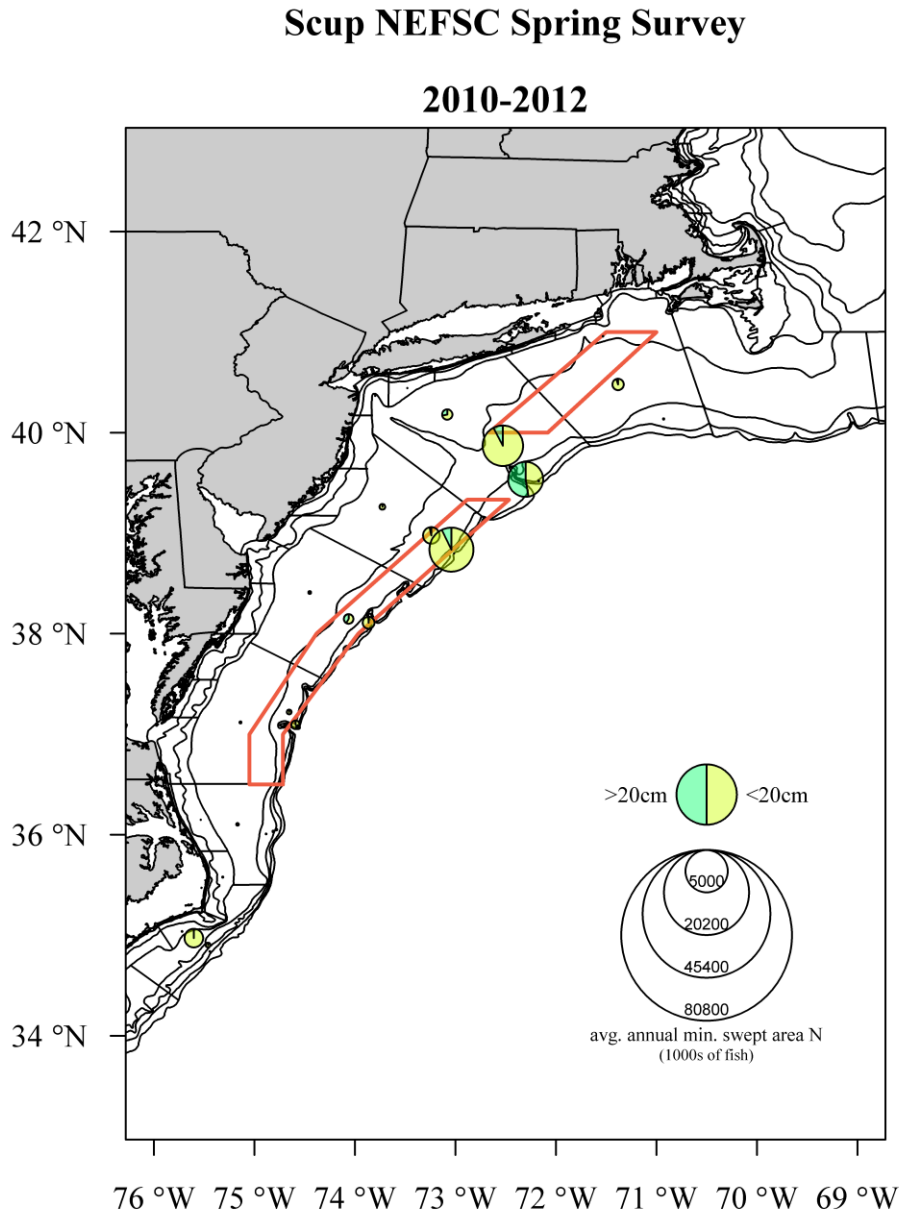 Scup NEFSC Spring Survey
2010-2012
42 °N
40 °N
38 °N
36 °N
34 °N
>20cm <20cm
5000
20200
45400
80800
avg. annual min. swept area N
(1000s of fish)
76 °W 75 °W 74 °W 73 °W 72 °W 71 °W 70 °W 69 °W